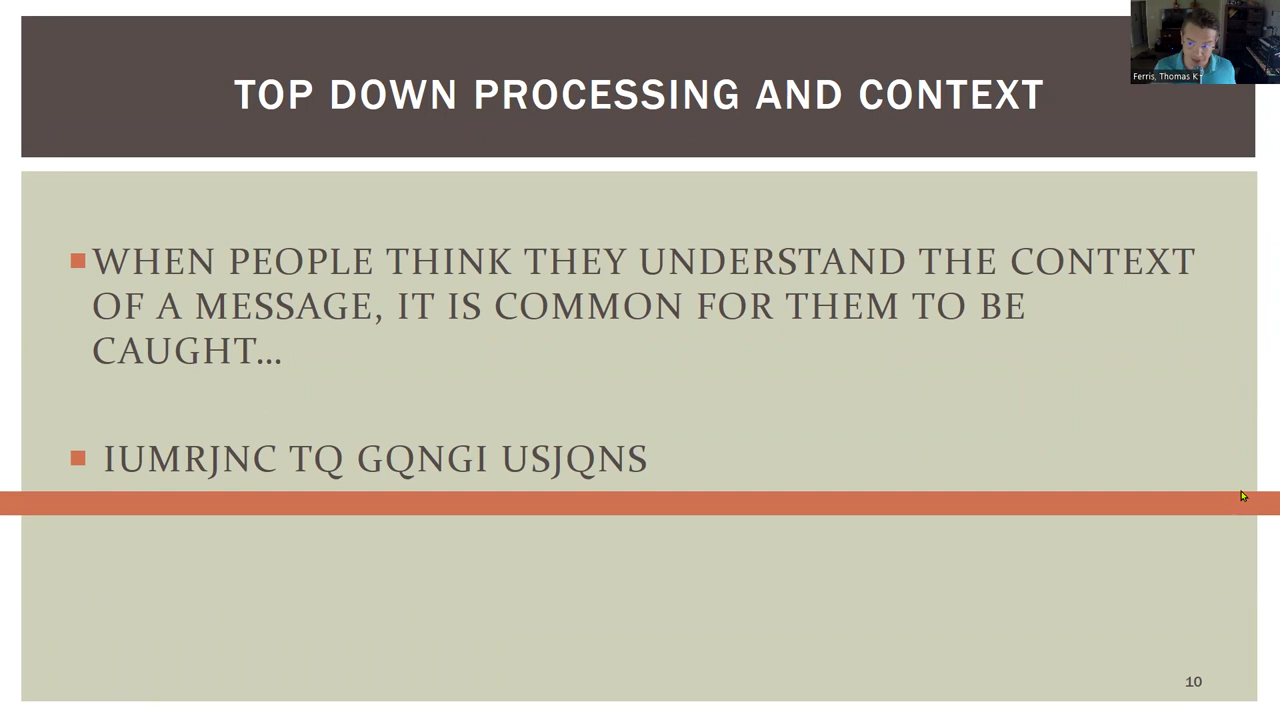 TOP DOWN PROCESSING AND CONTEXT
Ferris, Thomas K
WHEN PEOPLE THINK THEY UNDERSTAND THE CONTEXT
OF A MESSAGE, IT IS COMMON FOR THEM TO BE
CAUGHT...
IUMRJNC TQ GQNGI USJQNS
10